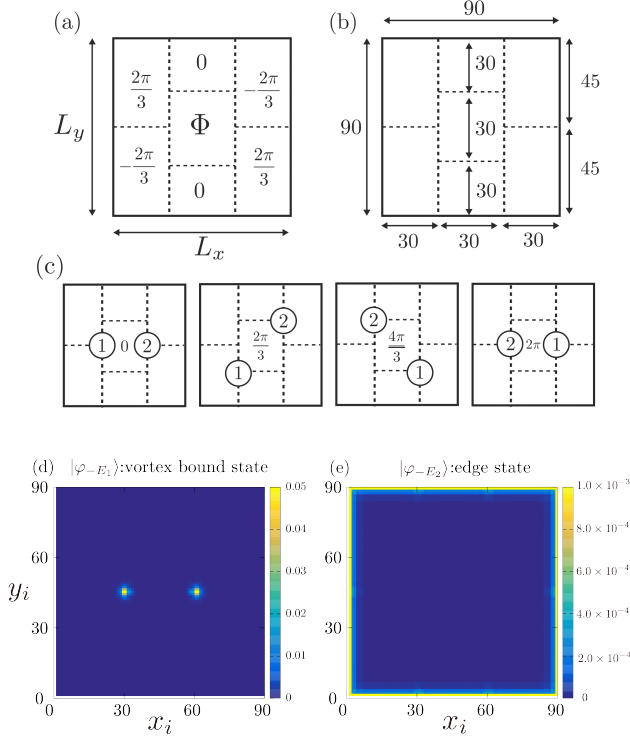 (a)
L_y
2π/3
0
−2π/3
Φ
−2π/3
0
2π/3
L_x
(b)
90
90
30
30
30
45
45
30
30
30
(c)
1 0 2
2
2π/3
1
2
4π/3
1
2 2π 1
(d) |φ_{−E_1}⟩:vortex bound state
90
60
30
0
y_i
0 30 60 90
x_i
0.05
0.04
0.03
0.02
0.01
0
(e) |φ_{−E_2}⟩:edge state
90
60
30
0
0 30 60 90
x_i
1.0 × 10⁻³
8.0 × 10⁻⁴
6.0 × 10⁻⁴
4.0 × 10⁻⁴
2.0 × 10⁻⁴
0